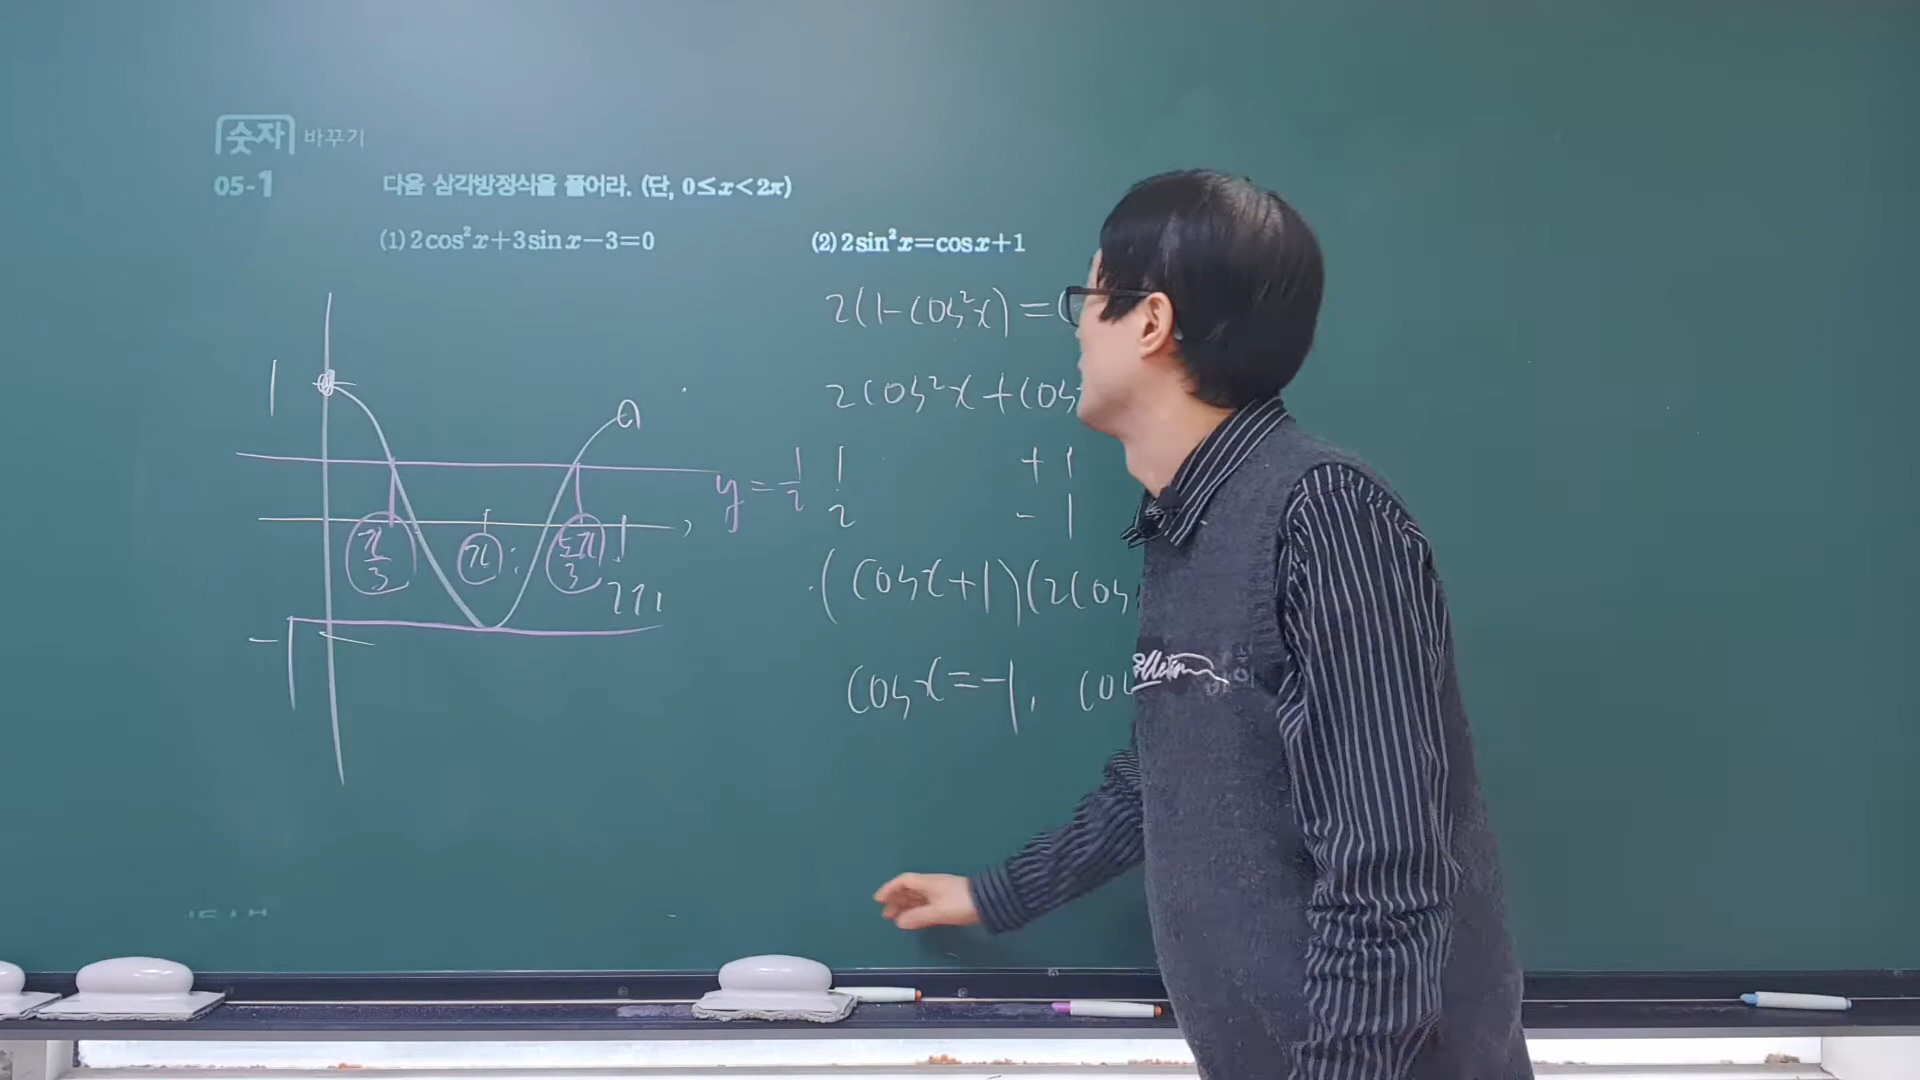 숫자 바꾸기
05-1 다음 삼각방정식을 풀어라. (단, 0≤x<2π)
(1) 2cos²x+3sinx−3=0
(2) 2sin²x=cosx+1
1
y=1/2
π/3 π 5π/3
-1
2(1-cos²x)=
2cos²x+cos
1 +1
2 -1
(cosx+1)(2cos
cosx=-1, cos